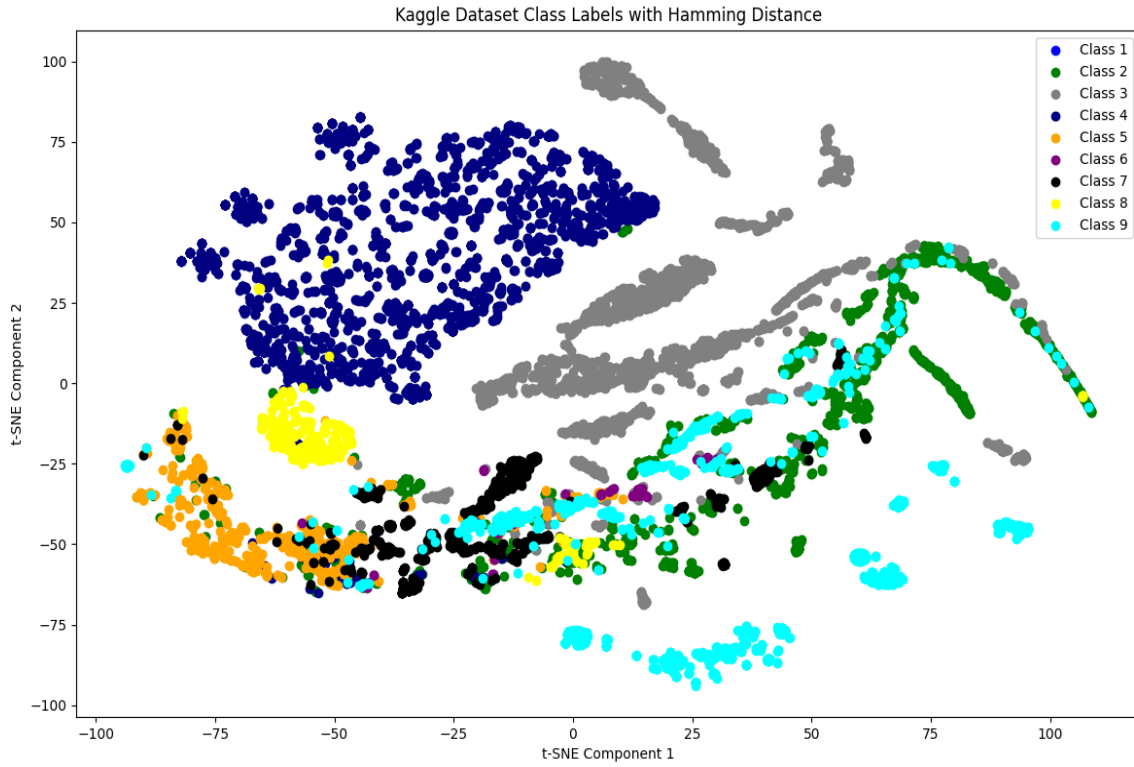 Kaggle Dataset Class Labels with Hamming Distance
Class 1
Class 2
Class 3
Class 4
Class 5
Class 6
Class 7
Class 8
Class 9
100
75
50
25
0
−25
−50
−75
−100
t-SNE Component 2
−100
−75
−50
−25
0
25
50
75
100
t-SNE Component 1